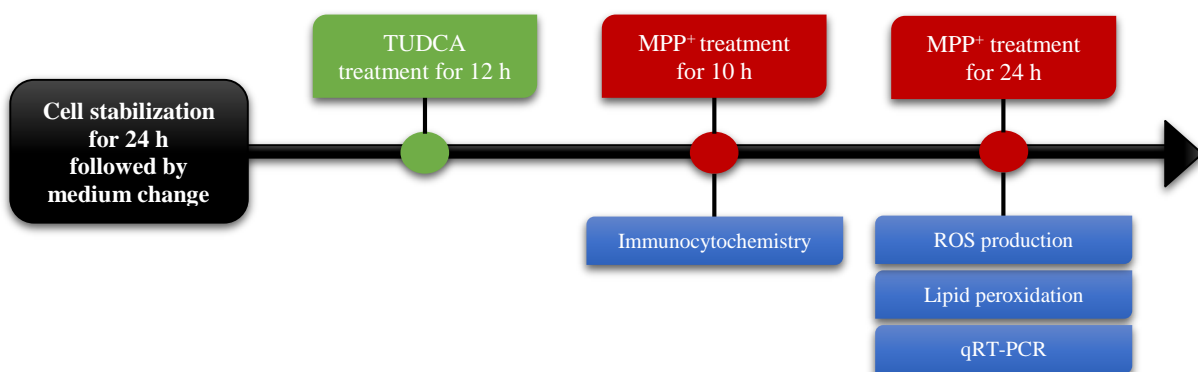 Cell stabilization
for 24 h
followed by
medium change
TUDCA
treatment for 12 h
MPP⁺ treatment
for 10 h
MPP⁺ treatment
for 24 h
Immunocytochemistry
ROS production
Lipid peroxidation
qRT-PCR